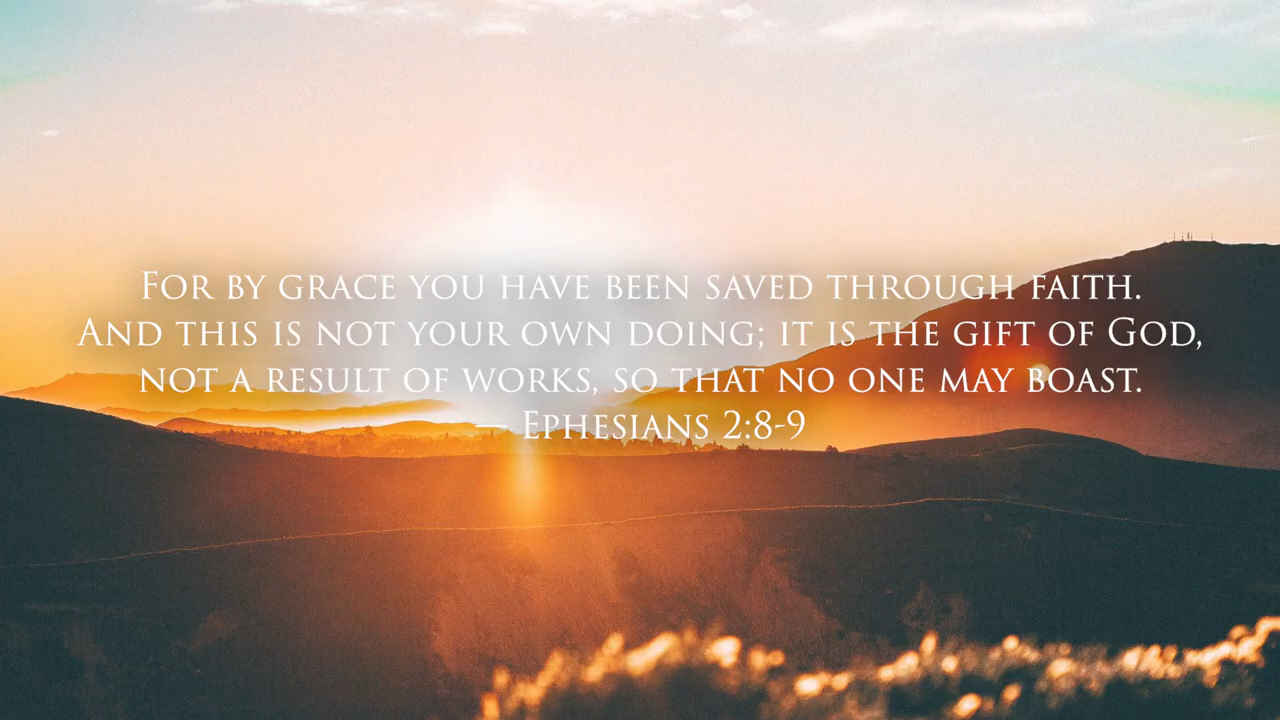 For by grace you have been saved through faith.
And this is not your own doing; it is the gift of God,
not a result of works, so that no one may boast.
— Ephesians 2:8-9